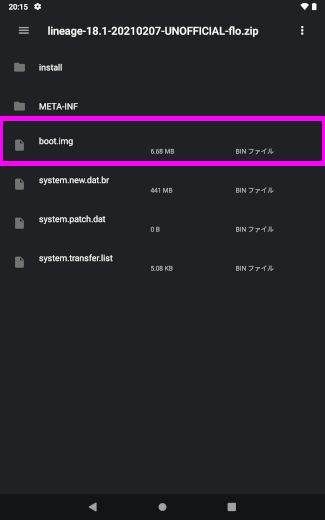 20:15
lineage-18.1-20210207-UNOFFICIAL-flo.zip
install
META-INF
boot.img
6.68 MB BIN ファイル
system.new.dat.br
441 MB BIN ファイル
system.patch.dat
0 B BIN ファイル
system.transfer.list
5.08 KB BIN ファイル